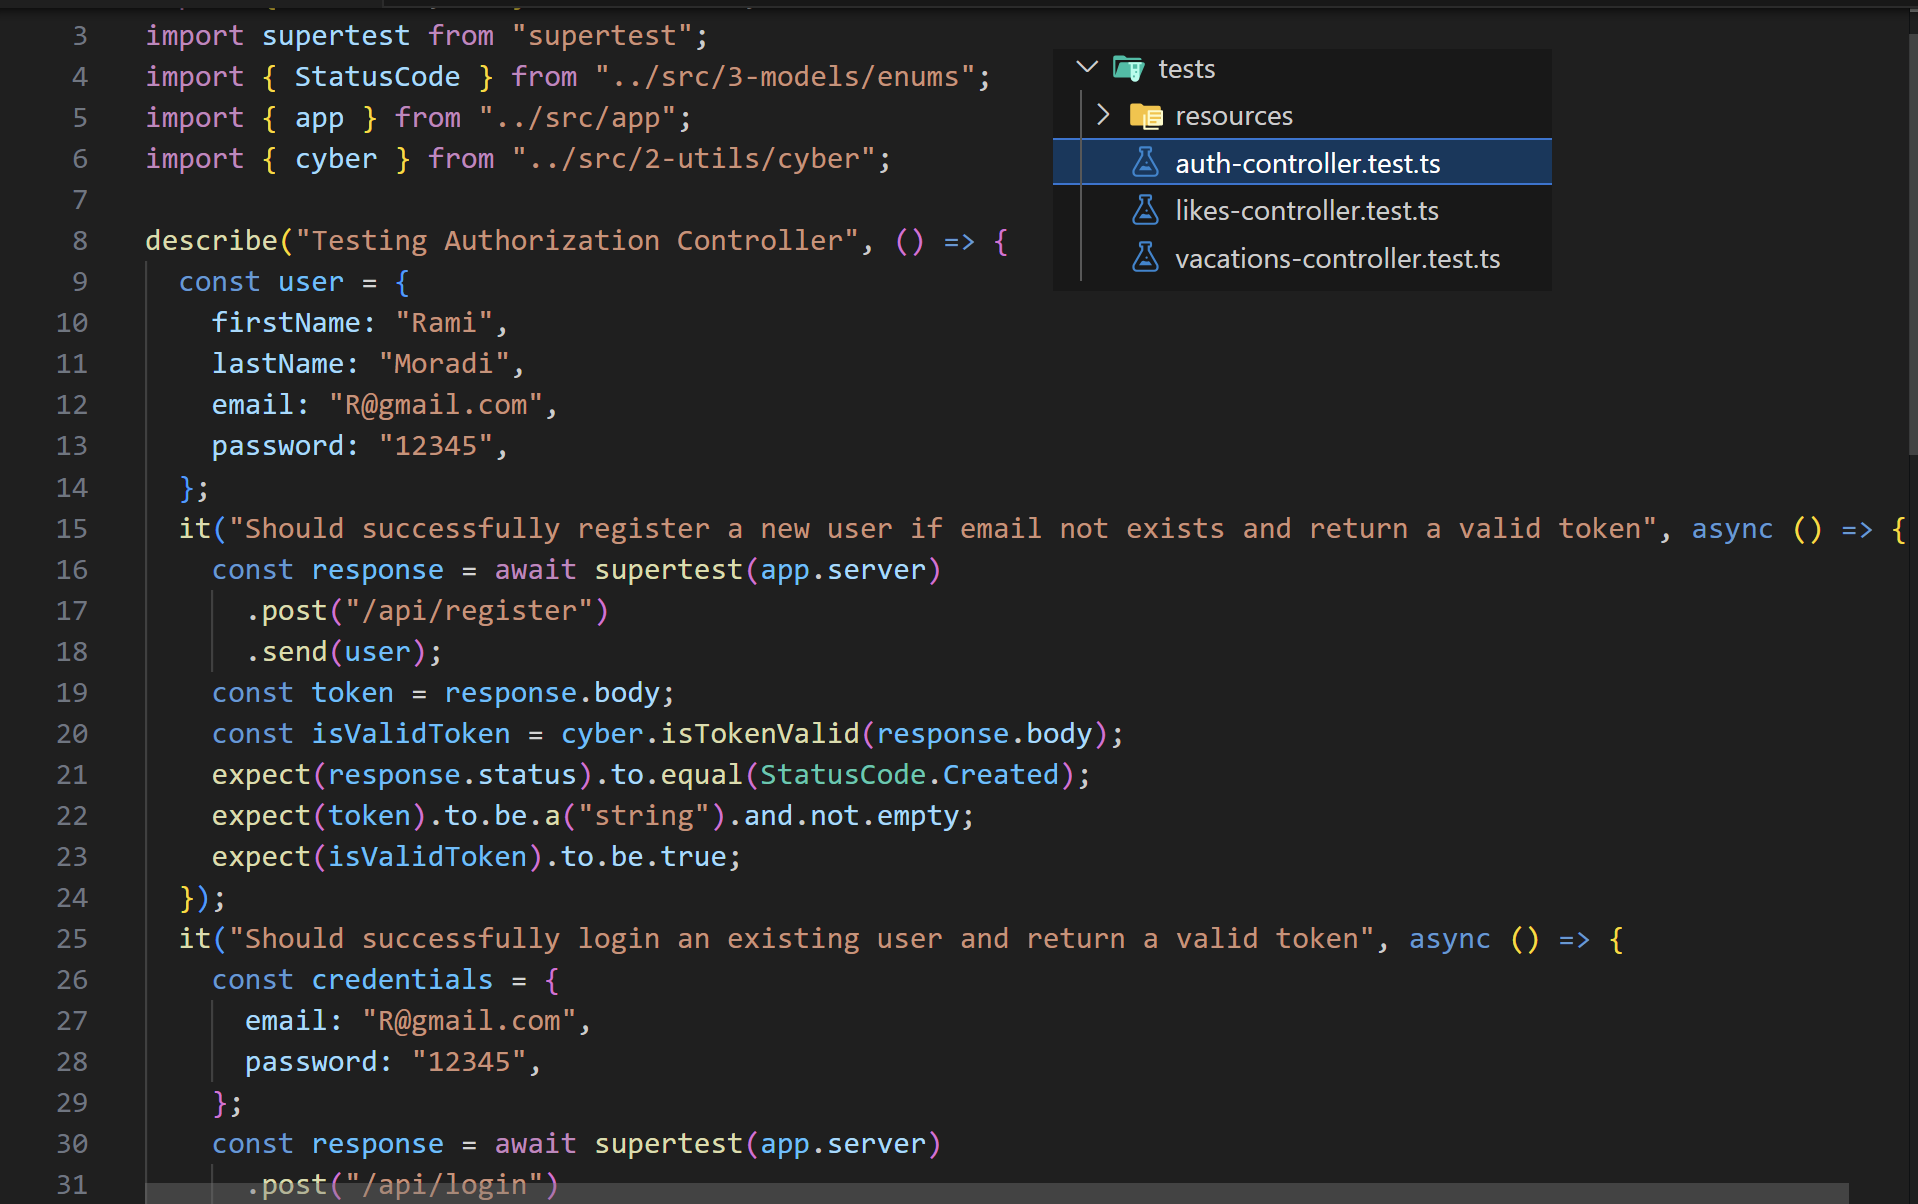 3 import supertest from "supertest";
4 import { StatusCode } from "../src/3-models/enums";
5 import { app } from "../src/app";
6 import { cyber } from "../src/2-utils/cyber";
7
8 describe("Testing Authorization Controller", () => {
9 const user = {
10 firstName: "Rami",
11 lastName: "Moradi",
12 email: "R@gmail.com",
13 password: "12345",
14 };
15 it("Should successfully register a new user if email not exists and return a valid token", async () => {
16 const response = await supertest(app.server)
17 .post("/api/register")
18 .send(user);
19 const token = response.body;
20 const isValidToken = cyber.isTokenValid(response.body);
21 expect(response.status).to.equal(StatusCode.Created);
22 expect(token).to.be.a("string").and.not.empty;
23 expect(isValidToken).to.be.true;
24 });
25 it("Should successfully login an existing user and return a valid token", async () => {
26 const credentials = {
27 email: "R@gmail.com",
28 password: "12345",
29 };
30 const response = await supertest(app.server)
31 .post("/api/login")
tests
resources
auth-controller.test.ts
likes-controller.test.ts
vacations-controller.test.ts